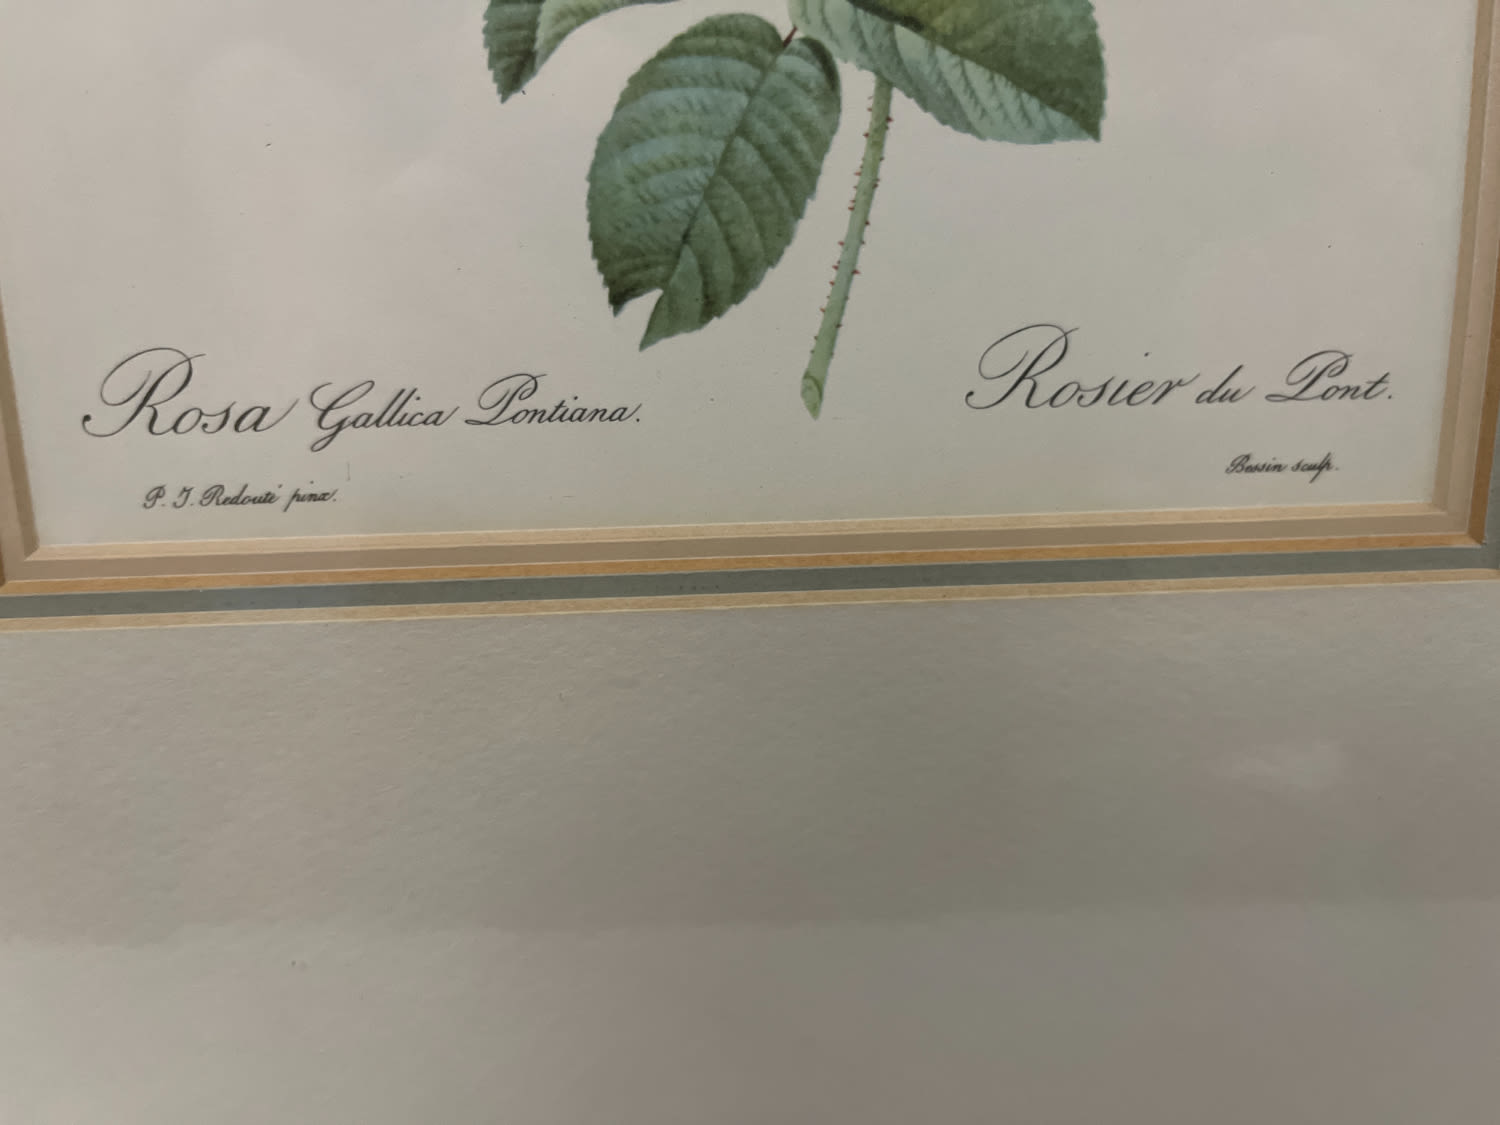 Rosa Gallica Pontiana.
P. J. Redouté pinx.
Rosier du Pont.
Bessin sculp.